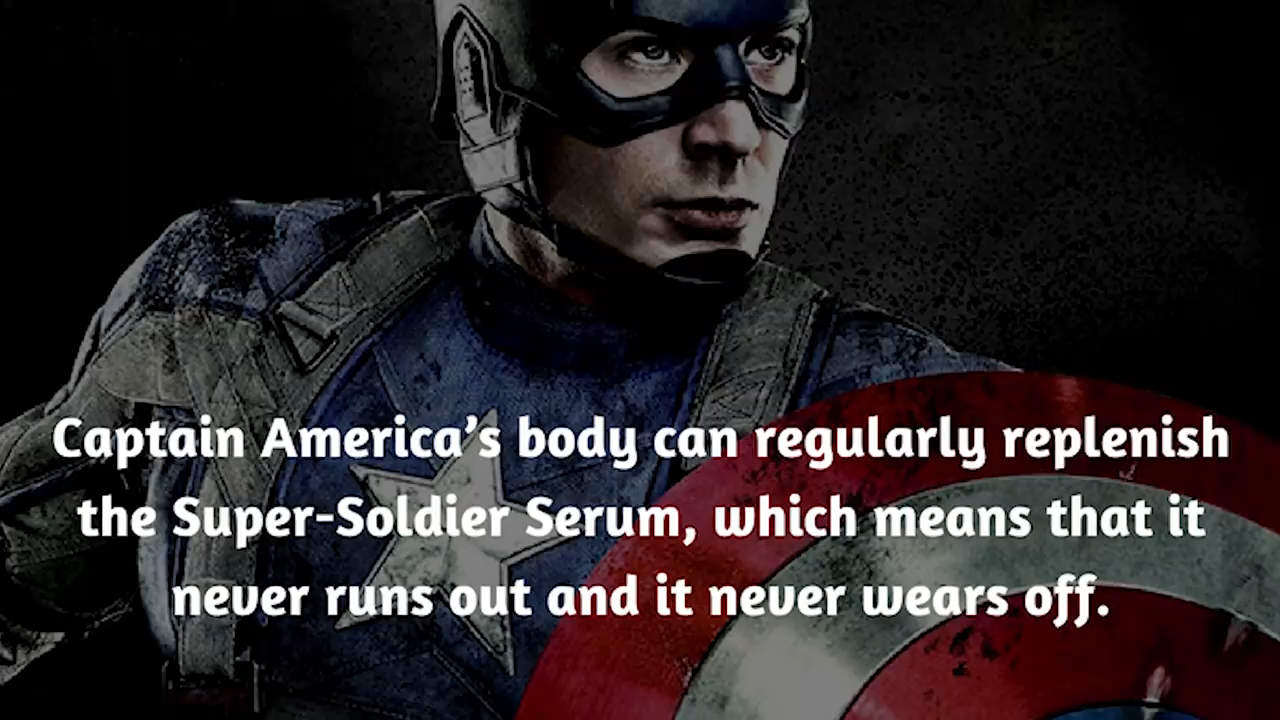 Captain America’s body can regularly replenish
the Super-Soldier Serum, which means that it
never runs out and it never wears off.